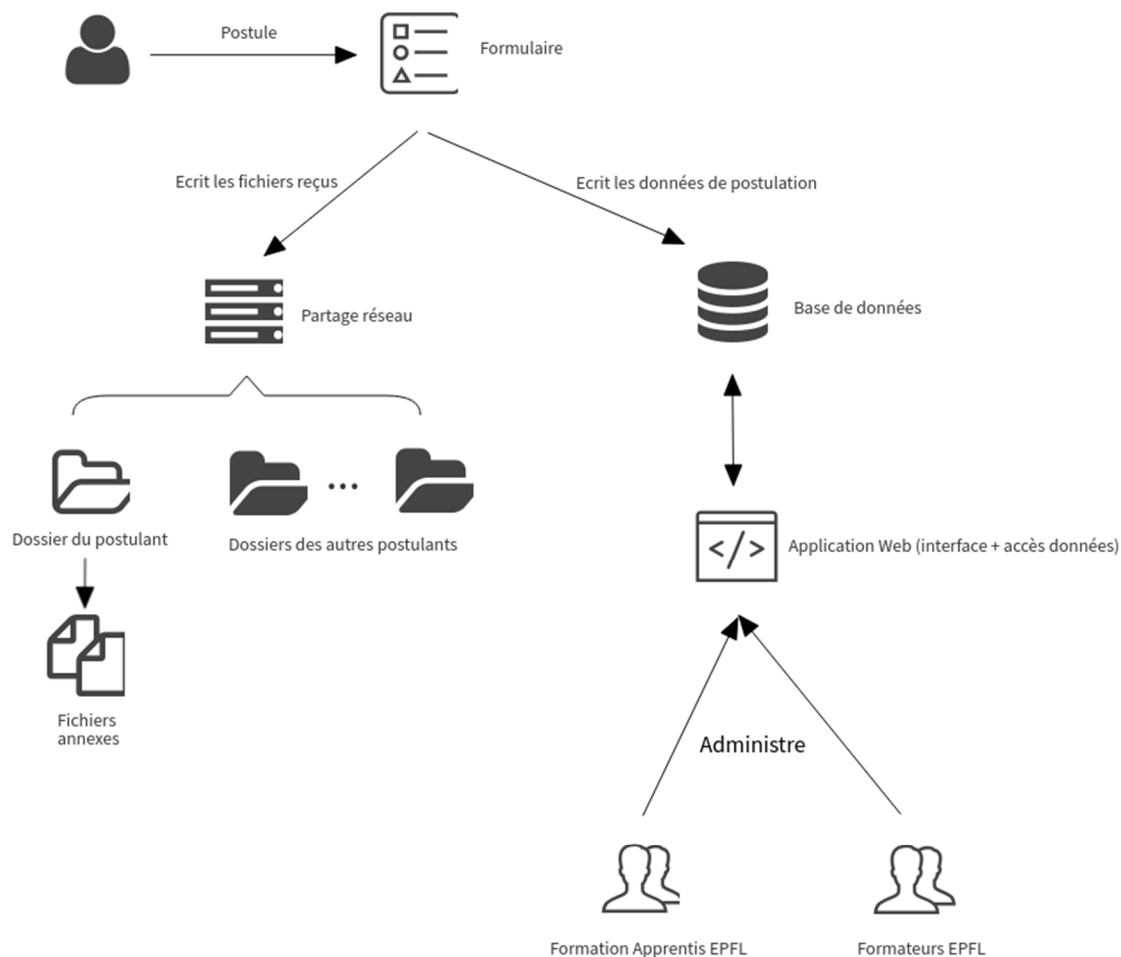 Postule
Formulaire
Ecrit les fichiers reçus
Ecrit les données de postulation
Partage réseau
Base de données
Dossier du postulant
Dossiers des autres postulants
Application Web (interface + accès données)
Fichiers
annexes
Administre
Formation Apprentis EPFL
Formateurs EPFL